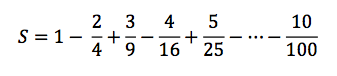 S = 1 − 2/4 + 3/9 − 4/16 + 5/25 − ⋯ − 10/100